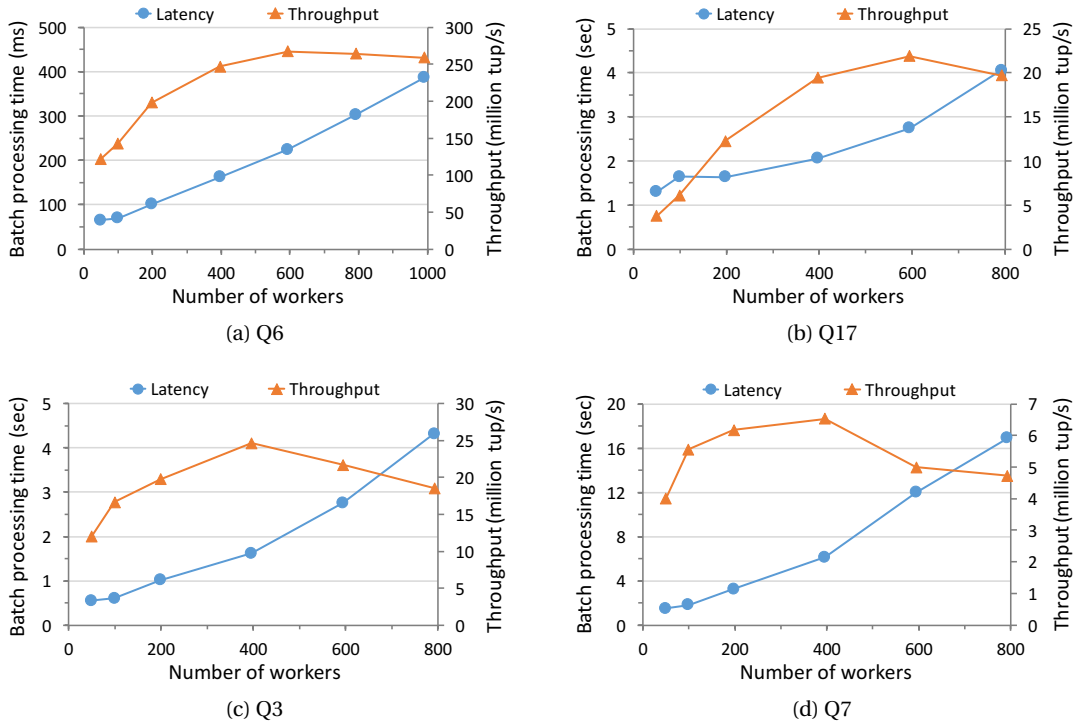 Latency Throughput
Batch processing time (ms)
500
400
300
200
100
0
300
250
200
150
100
50
0
Throughput (million tup/s)
0 200 400 600 800 1000
Number of workers
(a) Q6
Latency Throughput
Batch processing time (sec)
5
4
3
2
1
0
25
20
15
10
5
0
Throughput (million tup/s)
0 200 400 600 800
Number of workers
(b) Q17
Latency Throughput
Batch processing time (sec)
5
4
3
2
1
0
30
25
20
15
10
5
0
Throughput (million tup/s)
0 200 400 600 800
Number of workers
(c) Q3
Latency Throughput
Batch processing time (sec)
20
16
12
8
4
0
7
6
5
4
3
2
1
0
Throughput (million tup/s)
0 200 400 600 800
Number of workers
(d) Q7